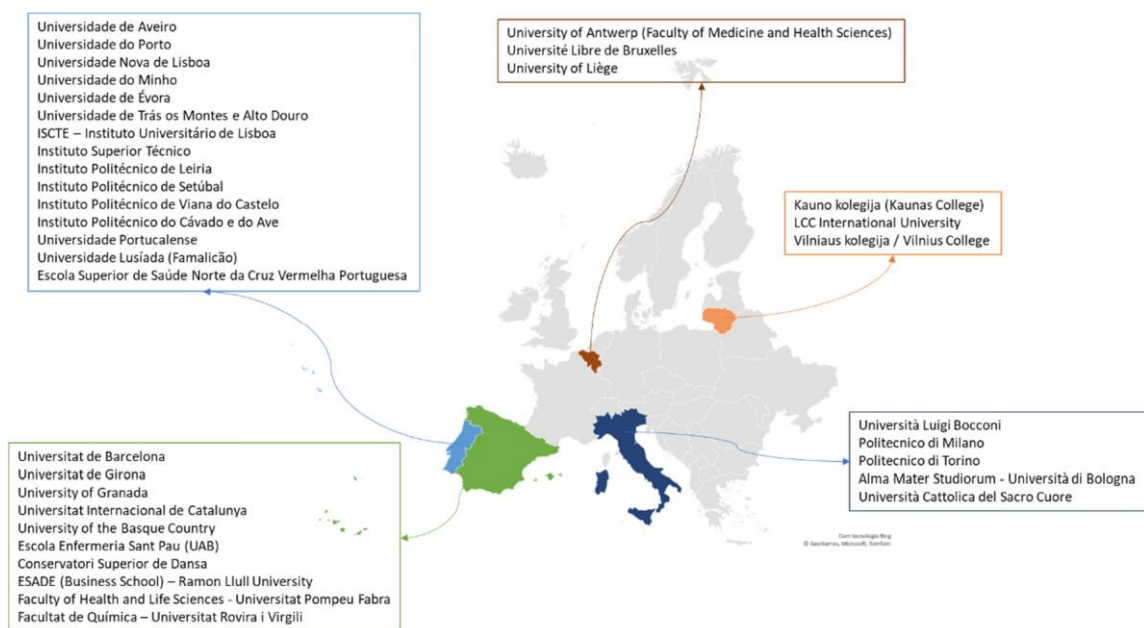 Universidade de Aveiro
Universidade do Porto
Universidade Nova de Lisboa
Universidade do Minho
Universidade de Évora
Universidade de Trás os Montes e Alto Douro
ISCTE – Instituto Universitário de Lisboa
Instituto Superior Técnico
Instituto Politécnico de Leiria
Instituto Politécnico de Setúbal
Instituto Politécnico de Viana do Castelo
Instituto Politécnico do Cávado e do Ave
Universidade Portucalense
Universidade Lusíada (Famalicão)
Escola Superior de Saúde Norte da Cruz Vermelha Portuguesa
University of Antwerp (Faculty of Medicine and Health Sciences)
Université Libre de Bruxelles
University of Liège
Kauno kolegija (Kaunas College)
LCC International University
Vilniaus kolegija / Vilnius College
Universitat de Barcelona
Universitat de Girona
University of Granada
Universitat Internacional de Catalunya
University of the Basque Country
Escola Enfermeria Sant Pau (UAB)
Conservatori Superior de Dansa
ESADE (Business School) – Ramon Llull University
Faculty of Health and Life Sciences - Universitat Pompeu Fabra
Facultat de Química – Universitat Rovira i Virgili
Università Luigi Bocconi
Politecnico di Milano
Politecnico di Torino
Alma Mater Studiorum - Università di Bologna
Università Cattolica del Sacro Cuore
Com tecnologia Bing
© GeoNames, Microsoft, TomTom